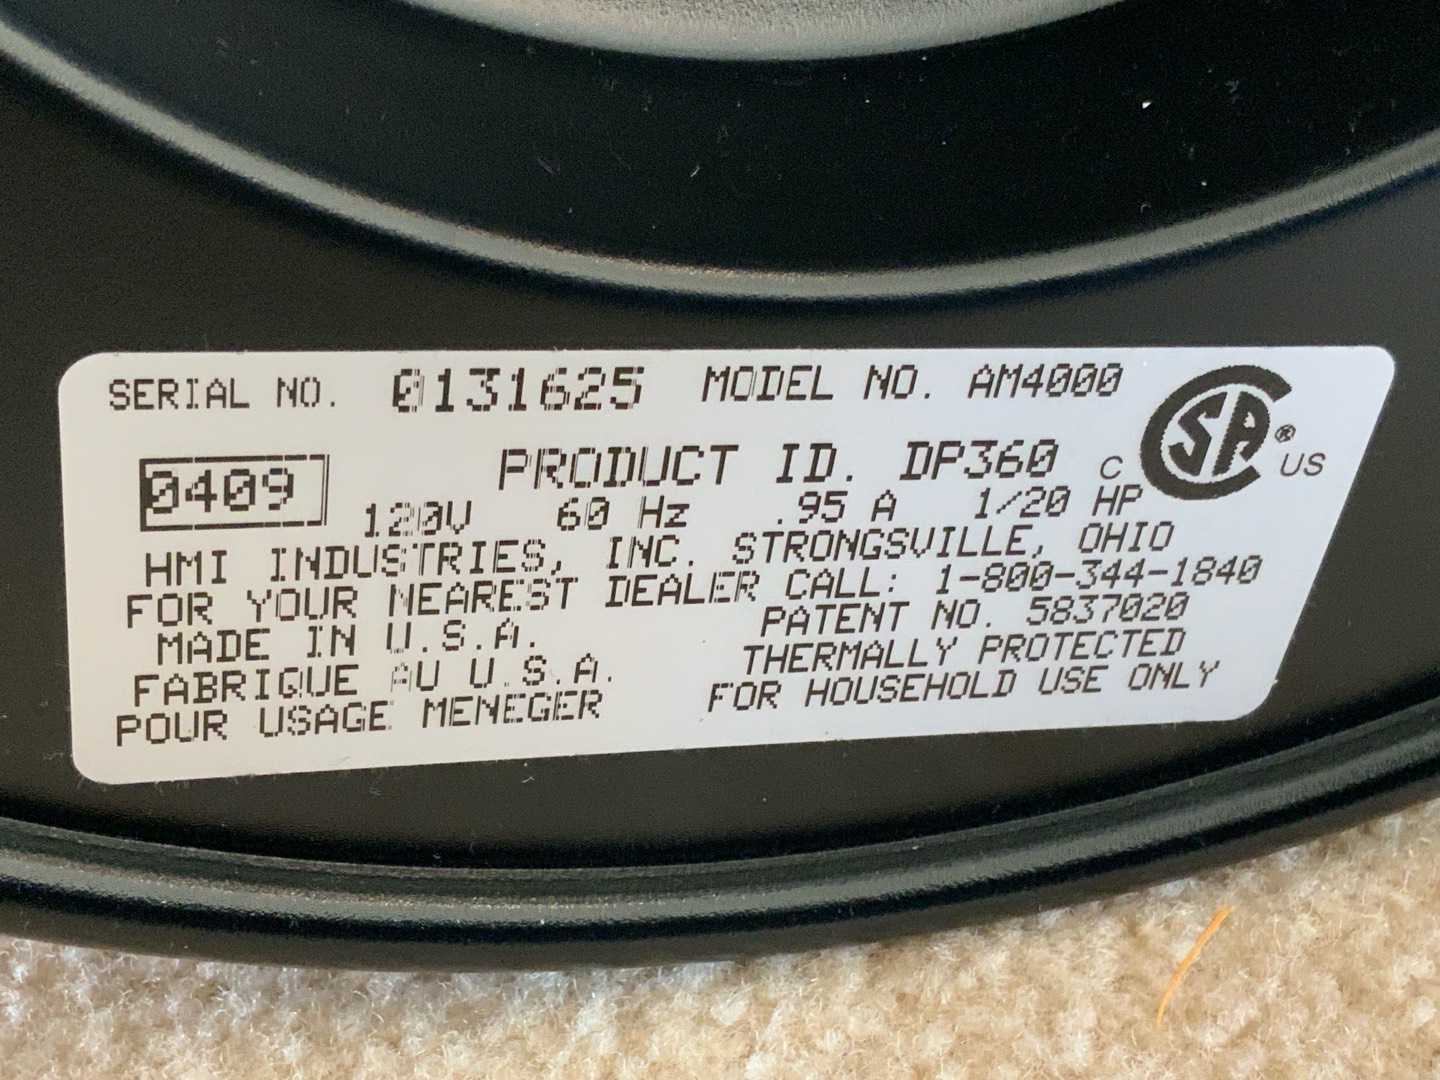 SERIAL NO. 0131625 MODEL NO. AM4000
0409 PRODUCT ID. DP360
C SA ® US
120V 60 Hz .95 A 1/20 HP
HMI INDUSTRIES, INC. STRONGSVILLE, OHIO
FOR YOUR NEAREST DEALER CALL: 1-800-344-1840
MADE IN U.S.A. PATENT NO. 5837020
FABRIQUE AU U.S.A. THERMALLY PROTECTED
POUR USAGE MENEGER FOR HOUSEHOLD USE ONLY